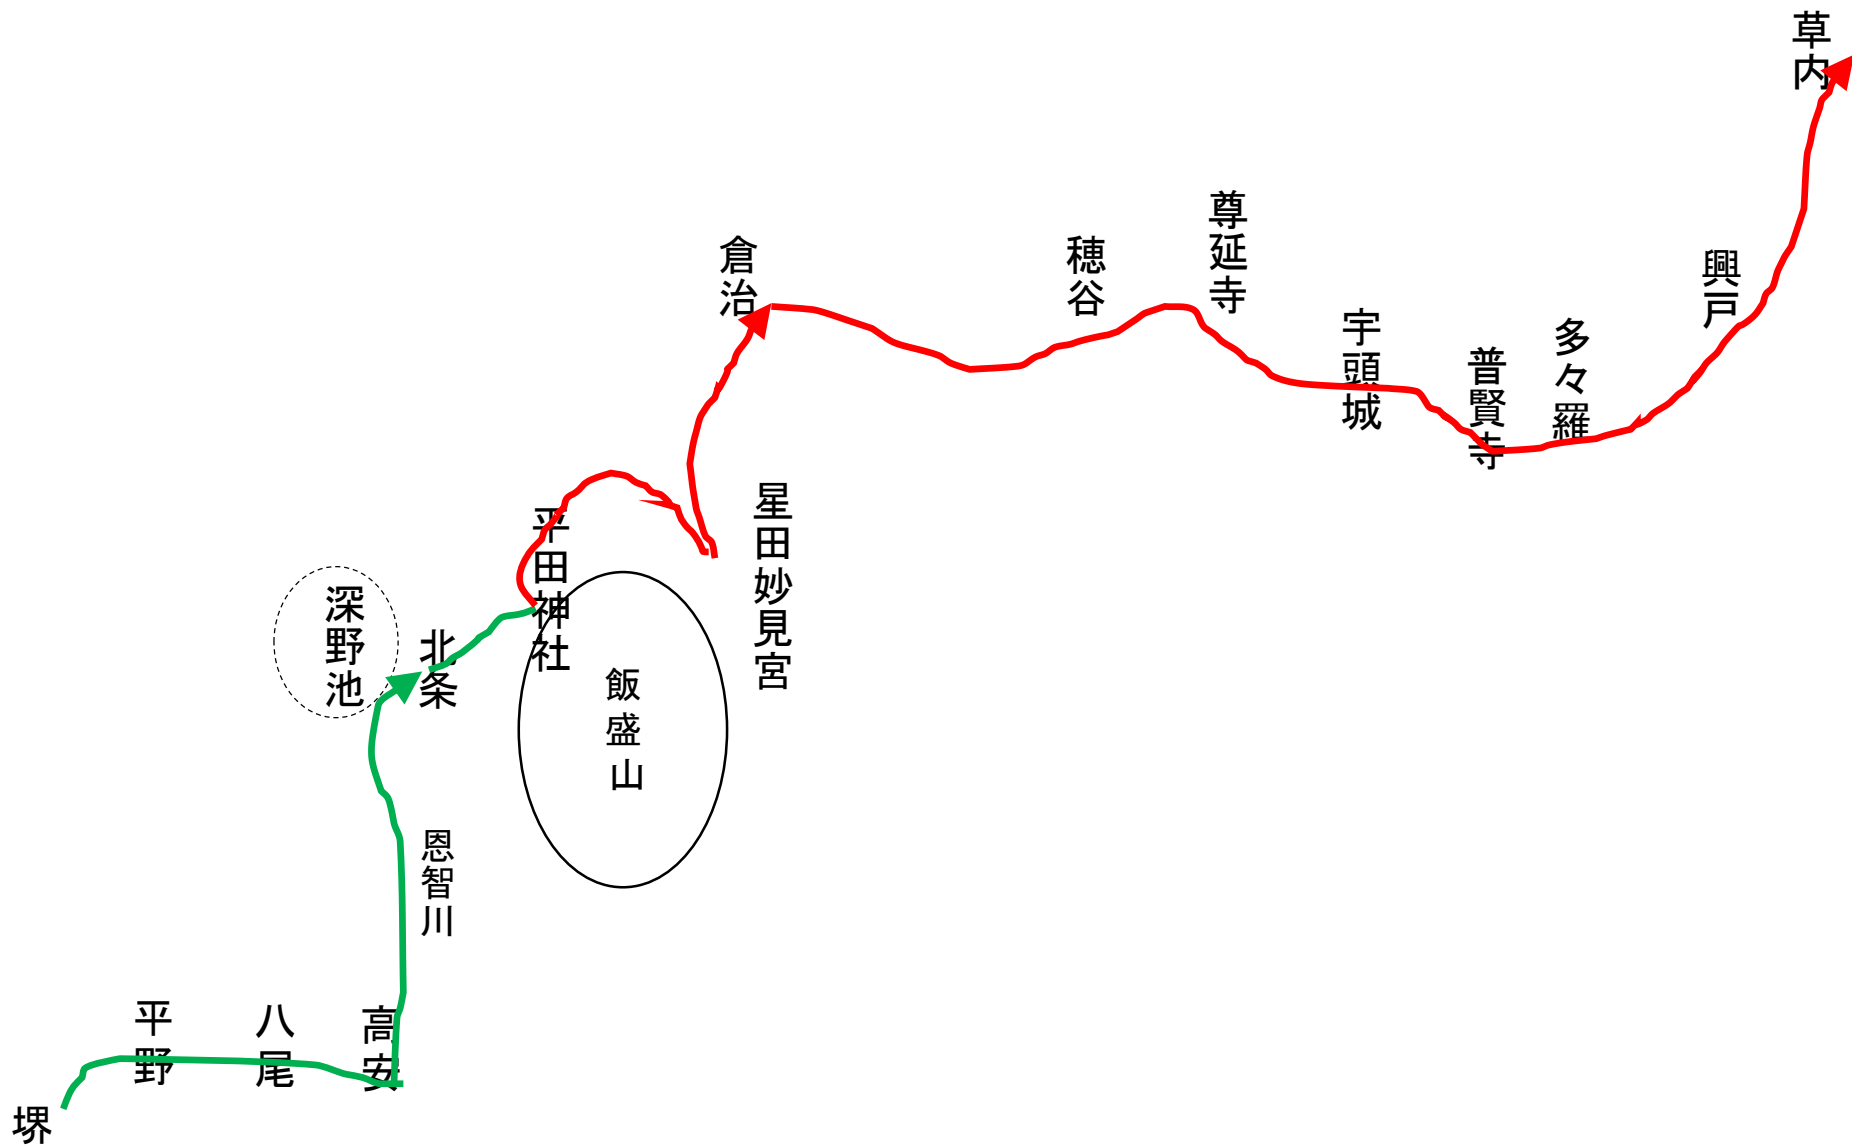 草内
興戸
多々羅
普賢寺
宇頭城
尊延寺
穂谷
倉治
星田妙見宮
平田神社
飯盛山
北条
深野池
恩智川
高安
八尾
平野
堺